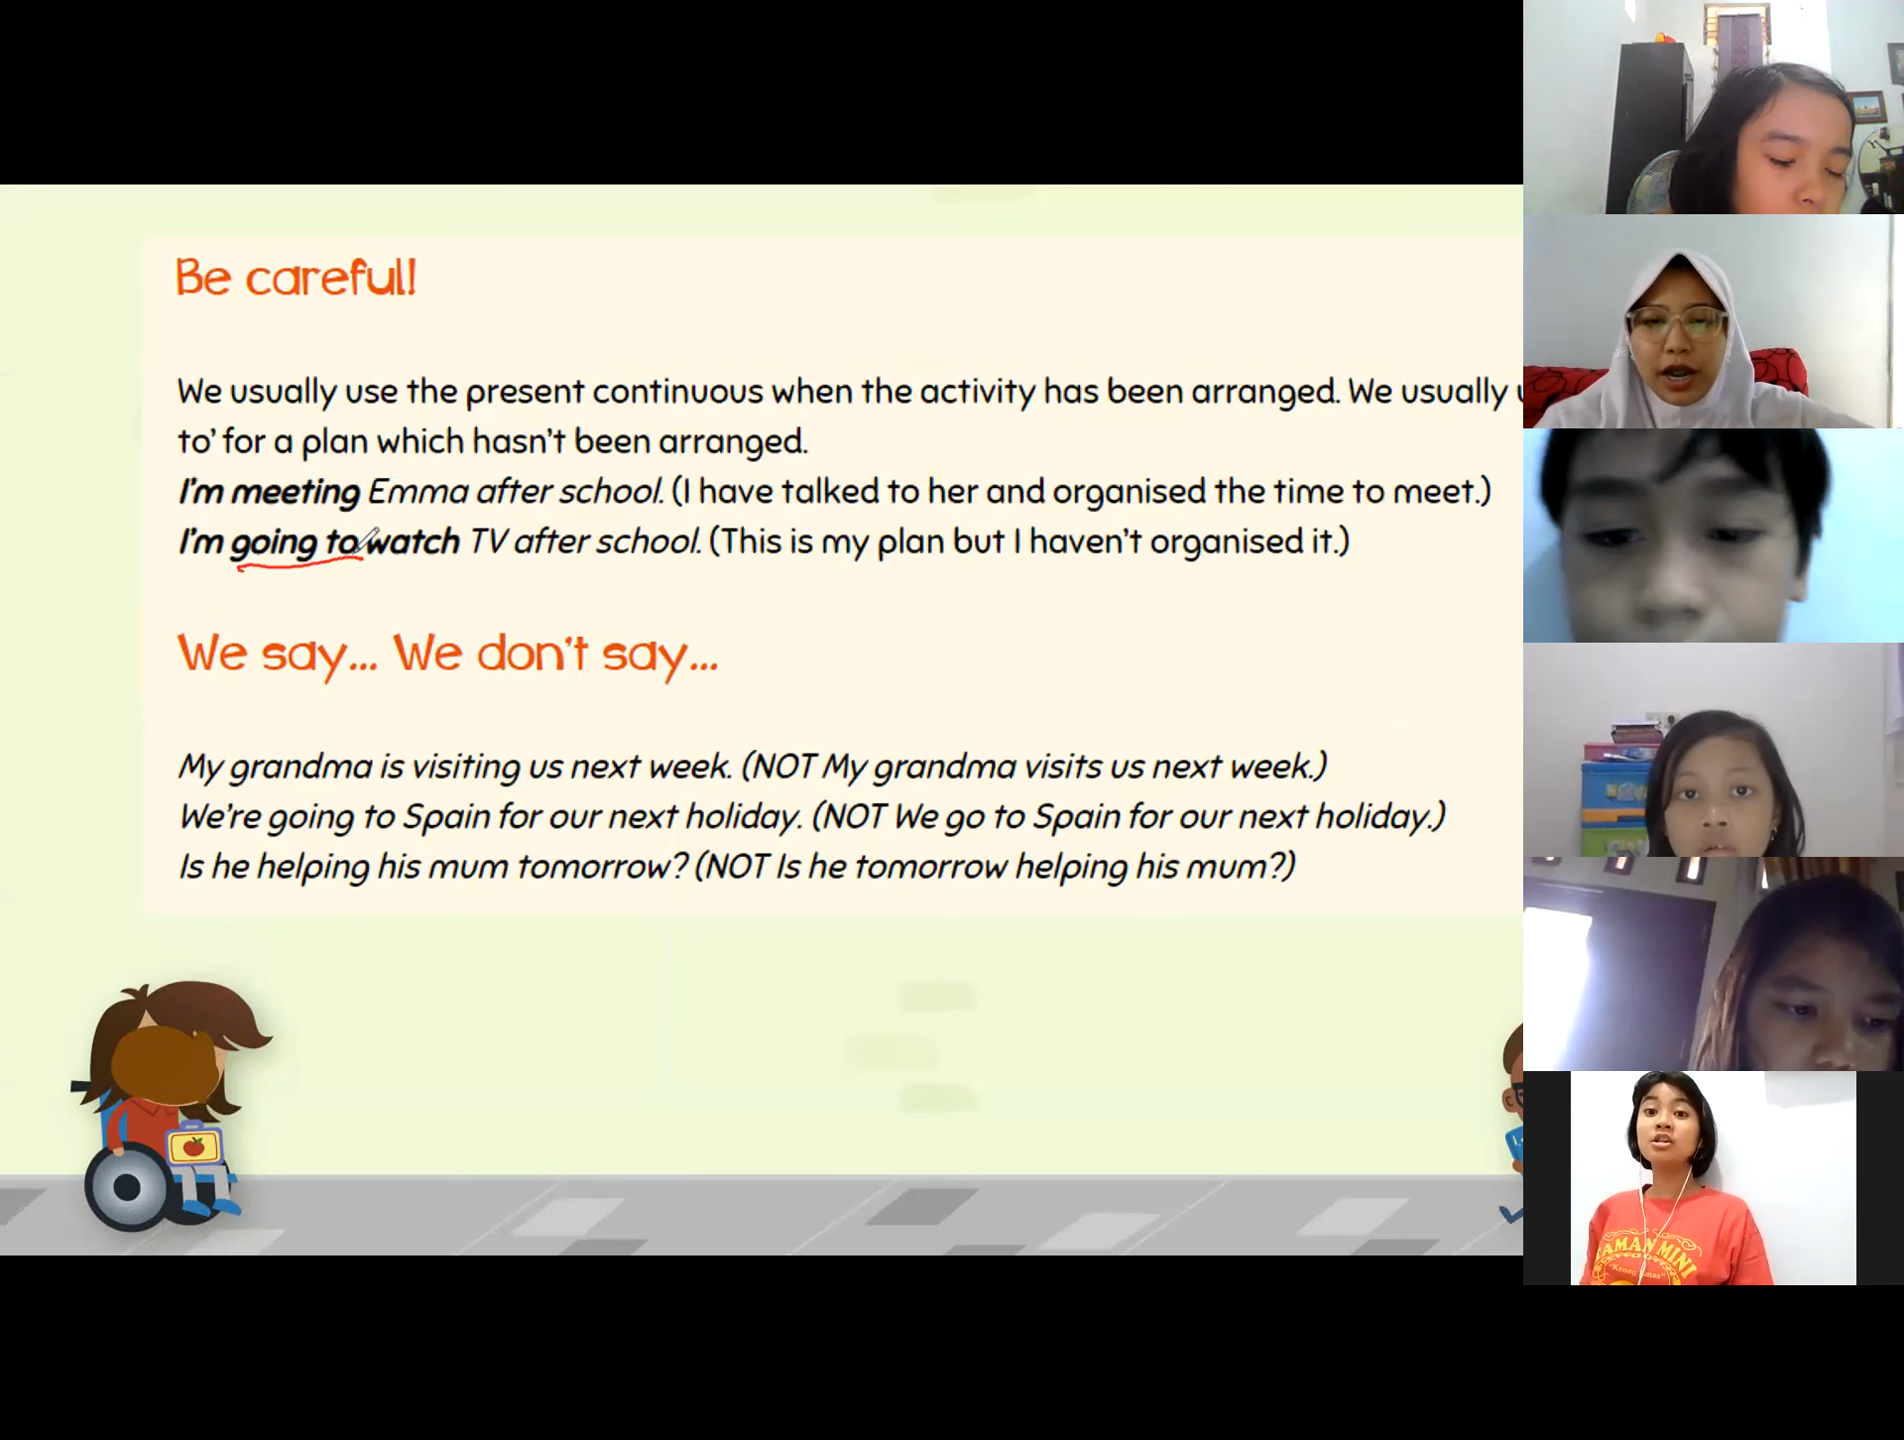 Be careful!
We usually use the present continuous when the activity has been arranged. We usually
to' for a plan which hasn't been arranged.
I'm meeting Emma after school. (I have talked to her and organised the time to meet.)
I'm going to watch TV after school. (This is my plan but I haven't organised it.)
We say... We don't say...
My grandma is visiting us next week. (NOT My grandma visits us next week.)
We're going to Spain for our next holiday. (NOT We go to Spain for our next holiday.)
Is he helping his mum tomorrow? (NOT Is he tomorrow helping his mum?)
AMAN MINI